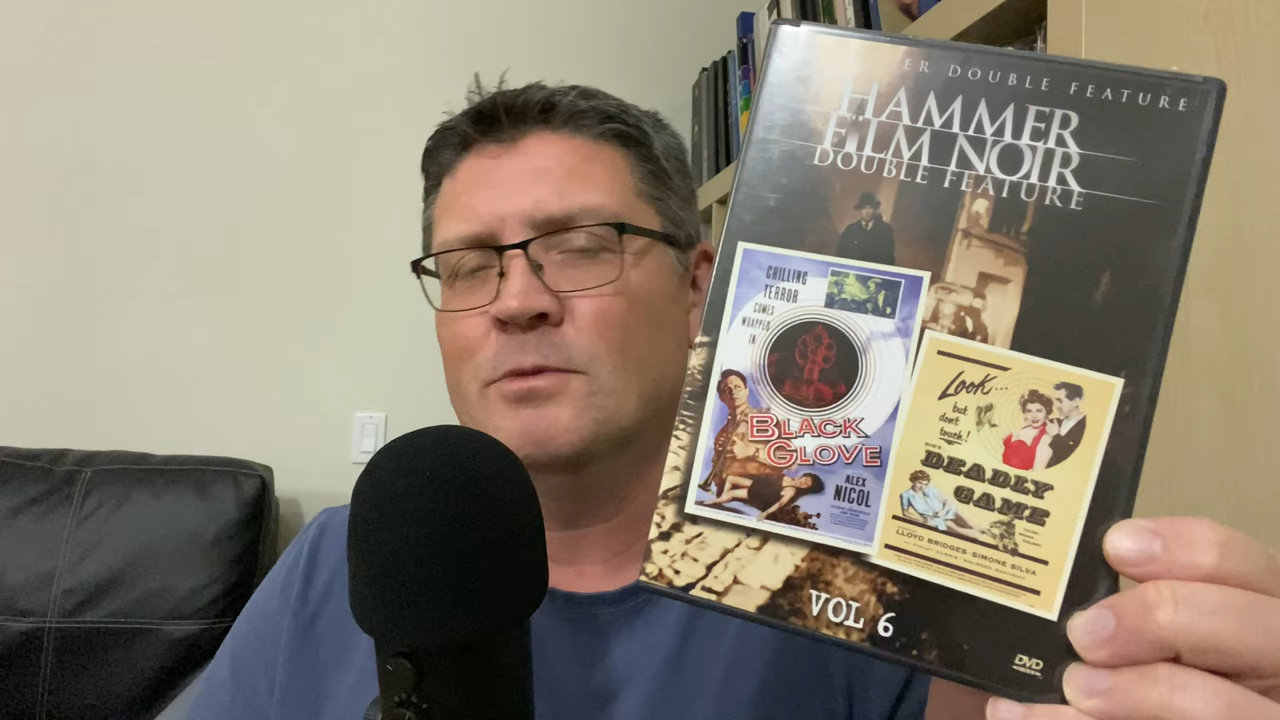 ER DOUBLE FEATURE
HAMMER
FILM NOIR
DOUBLE FEATURE
CHILLING
TERROR
COMES
WRAPPED
IN
BLACK
GLOVE
ALEX
NICOL
LOOK...
but
don't
touch!
SHE'S
DEADLY
GAME
LLOYD BRIDGES · SIMONE SILVA
VOL 6
DVD